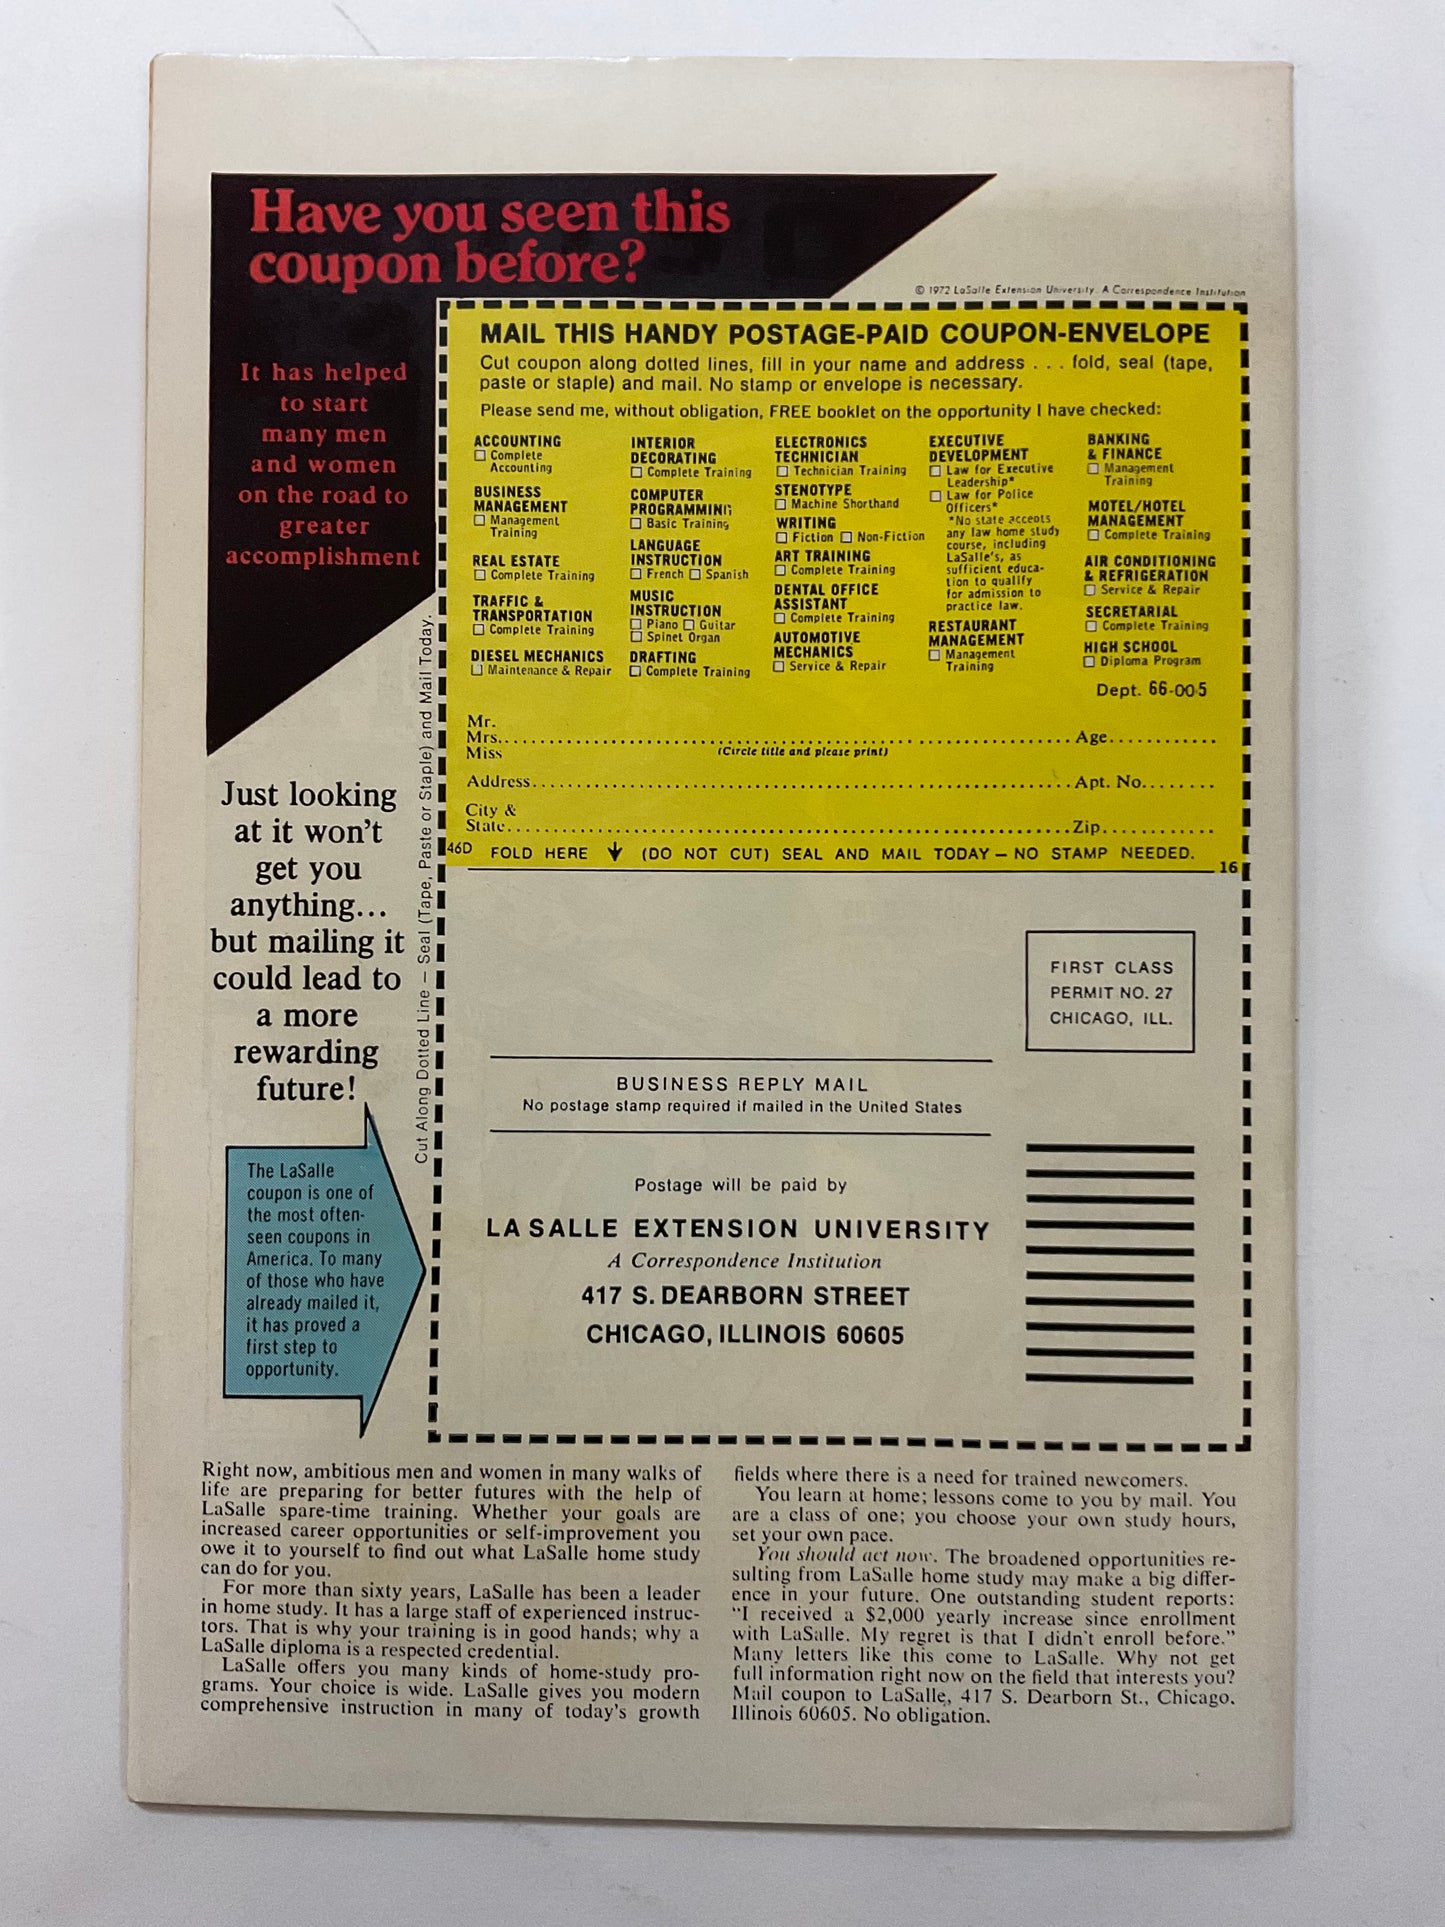 Have you seen this
coupon before?
© 1972 LaSalle Extension University. A Correspondence Institution
It has helped
to start
many men
and women
on the road to
greater
accomplishment
MAIL THIS HANDY POSTAGE-PAID COUPON-ENVELOPE
Cut coupon along dotted lines, fill in your name and address . . . fold, seal (tape,
paste or staple) and mail. No stamp or envelope is necessary.
Please send me, without obligation, FREE booklet on the opportunity I have checked:
ACCOUNTING
☐ Complete
Accounting
BUSINESS
MANAGEMENT
☐ Management
Training
REAL ESTATE
☐ Complete Training
TRAFFIC &
TRANSPORTATION
☐ Complete Training
DIESEL MECHANICS
☐ Maintenance & Repair
INTERIOR
DECORATING
☐ Complete Training
COMPUTER
PROGRAMMING
☐ Basic Training
LANGUAGE
INSTRUCTION
☐ French ☐ Spanish
MUSIC
INSTRUCTION
☐ Piano ☐ Guitar
☐ Spinet Organ
DRAFTING
☐ Complete Training
ELECTRONICS
TECHNICIAN
☐ Technician Training
STENOTYPE
☐ Machine Shorthand
WRITING
☐ Fiction ☐ Non-Fiction
ART TRAINING
☐ Complete Training
DENTAL OFFICE
ASSISTANT
☐ Complete Training
AUTOMOTIVE
MECHANICS
☐ Service & Repair
EXECUTIVE
DEVELOPMENT
☐ Law for Executive
Leadership*
☐ Law for Police
Officers*
*No state accepts
any law home study
course, including
LaSalle's, as
sufficient educa-
tion to qualify
for admission to
practice law.
RESTAURANT
MANAGEMENT
☐ Management
Training
BANKING
& FINANCE
☐ Management
Training
MOTEL/HOTEL
MANAGEMENT
☐ Complete Training
AIR CONDITIONING
& REFRIGERATION
☐ Service & Repair
SECRETARIAL
☐ Complete Training
HIGH SCHOOL
☐ Diploma Program
Dept. 66-005
Mr.
Mrs. Age
Miss (Circle title and please print)
Address Apt. No.
City &
State Zip
46D FOLD HERE ↓ (DO NOT CUT) SEAL AND MAIL TODAY – NO STAMP NEEDED.
16
Cut Along Dotted Line – Seal (Tape, Paste or Staple) and Mail Today.
Just looking
at it won't
get you
anything...
but mailing it
could lead to
a more
rewarding
future!
The LaSalle
coupon is one of
the most often-
seen coupons in
America. To many
of those who have
already mailed it,
it has proved a
first step to
opportunity.
FIRST CLASS
PERMIT NO. 27
CHICAGO, ILL.
BUSINESS REPLY MAIL
No postage stamp required if mailed in the United States
Postage will be paid by
LA SALLE EXTENSION UNIVERSITY
A Correspondence Institution
417 S. DEARBORN STREET
CHICAGO, ILLINOIS 60605
Right now, ambitious men and women in many walks of
life are preparing for better futures with the help of
LaSalle spare-time training. Whether your goals are
increased career opportunities or self-improvement you
owe it to yourself to find out what LaSalle home study
can do for you.
For more than sixty years, LaSalle has been a leader
in home study. It has a large staff of experienced instruc-
tors. That is why your training is in good hands; why a
LaSalle diploma is a respected credential.
LaSalle offers you many kinds of home-study pro-
grams. Your choice is wide. LaSalle gives you modern
comprehensive instruction in many of today's growth
fields where there is a need for trained newcomers.
You learn at home; lessons come to you by mail. You
are a class of one; you choose your own study hours,
set your own pace.
You should act now. The broadened opportunities re-
sulting from LaSalle home study may make a big differ-
ence in your future. One outstanding student reports:
"I received a $2,000 yearly increase since enrollment
with LaSalle. My regret is that I didn't enroll before."
Many letters like this come to LaSalle. Why not get
full information right now on the field that interests you?
Mail coupon to LaSalle, 417 S. Dearborn St., Chicago,
Illinois 60605. No obligation.